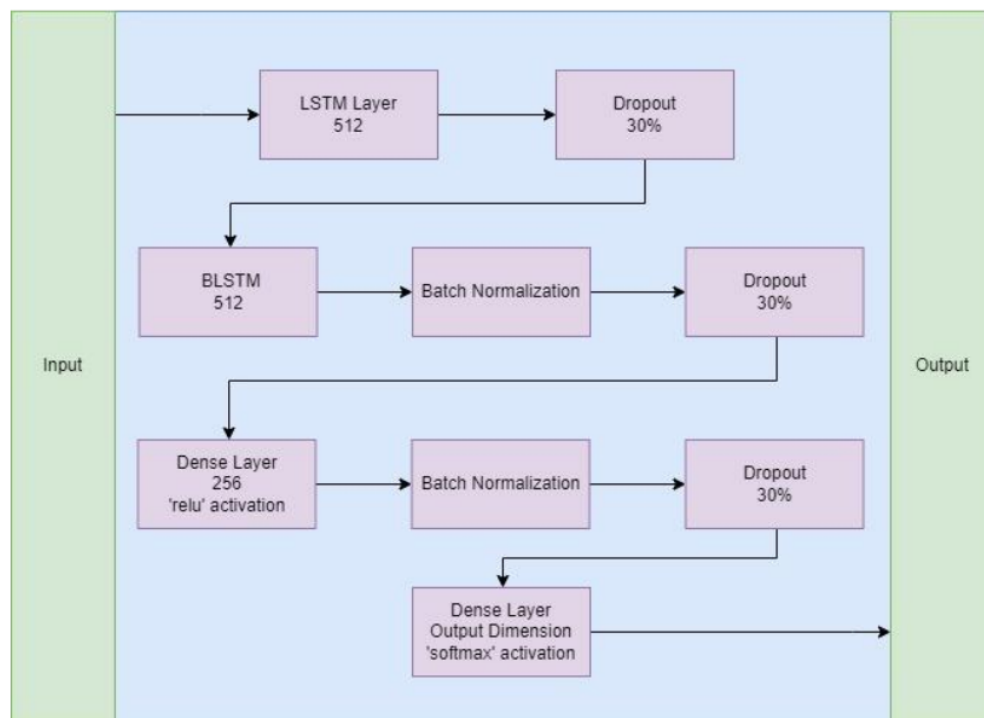 LSTM Layer
512
Dropout
30%
BLSTM
512
Batch Normalization
Dropout
30%
Input
Output
Dense Layer
256
'relu' activation
Batch Normalization
Dropout
30%
Dense Layer
Output Dimension
'softmax' activation